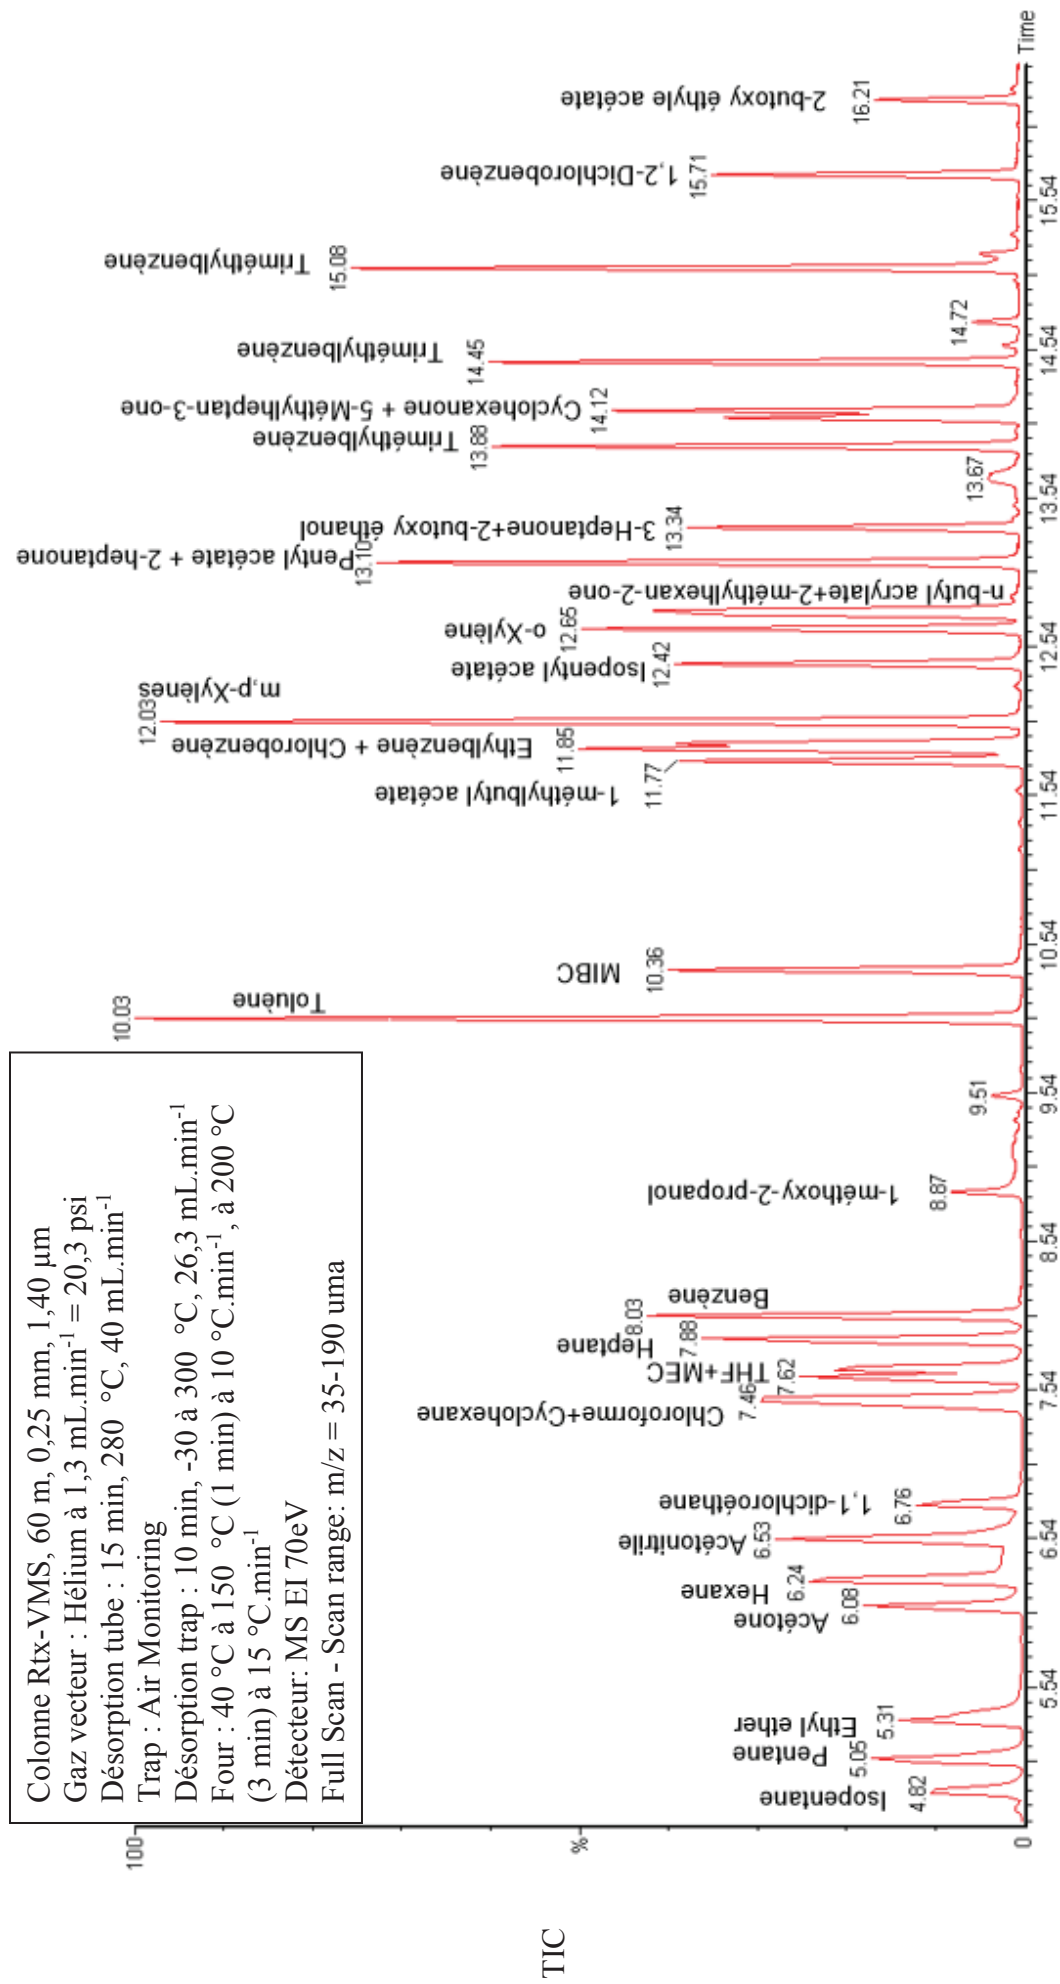 Colonne Rtx-VMS, 60 m, 0,25 mm, 1,40 µm
Gaz vecteur : Hélium à 1,3 mL.min-1 = 20,3 psi
Désorption tube : 15 min, 280 °C, 40 mL.min-1
Trap : Air Monitoring
Désorption trap : 10 min, -30 à 300 °C, 26,3 mL.min-1
Four : 40 °C à 150 °C (1 min) à 10 °C.min-1, à 200 °C
(3 min) à 15 °C.min-1
Détecteur: MS EI 70eV
Full Scan - Scan range: m/z = 35-190 uma
TIC
100
%
0
Isopentane
4.82
Pentane
5.05
Ethyl ether
5.31
Acétone
6.08
Hexane
6.24
Acétonitrile
6.53
1,1-dichloroéthane
6.76
Chloroforme+Cyclohexane
7.46
THF+MEC
7.62
Heptane
7.88
Benzène
8.03
1-méthoxy-2-propanol
8.87
9.51
Toluène
10.03
MIBC
10.36
1-méthylbutyl acétate
11.77
Ethylbenzène + Chlorobenzène
11.85
m,p-Xylènes
12.03
Isopentyl acétate
12.42
o-Xylène
12.65
n-butyl acrylate+2-méthylhexan-2-one
Pentyl acétate + 2-heptanone
13.10
3-Heptanone+2-butoxy éthanol
13.34
13.67
Triméthylbenzène
13.88
Cyclohexanone + 5-Méthylheptan-3-one
14.12
Triméthylbenzène
14.45
14.72
Triméthylbenzène
15.08
1,2-Dichlorobenzène
15.71
2-butoxy éthyle acétate
16.21
5.54
6.54
7.54
8.54
9.54
10.54
11.54
12.54
13.54
14.54
15.54
Time